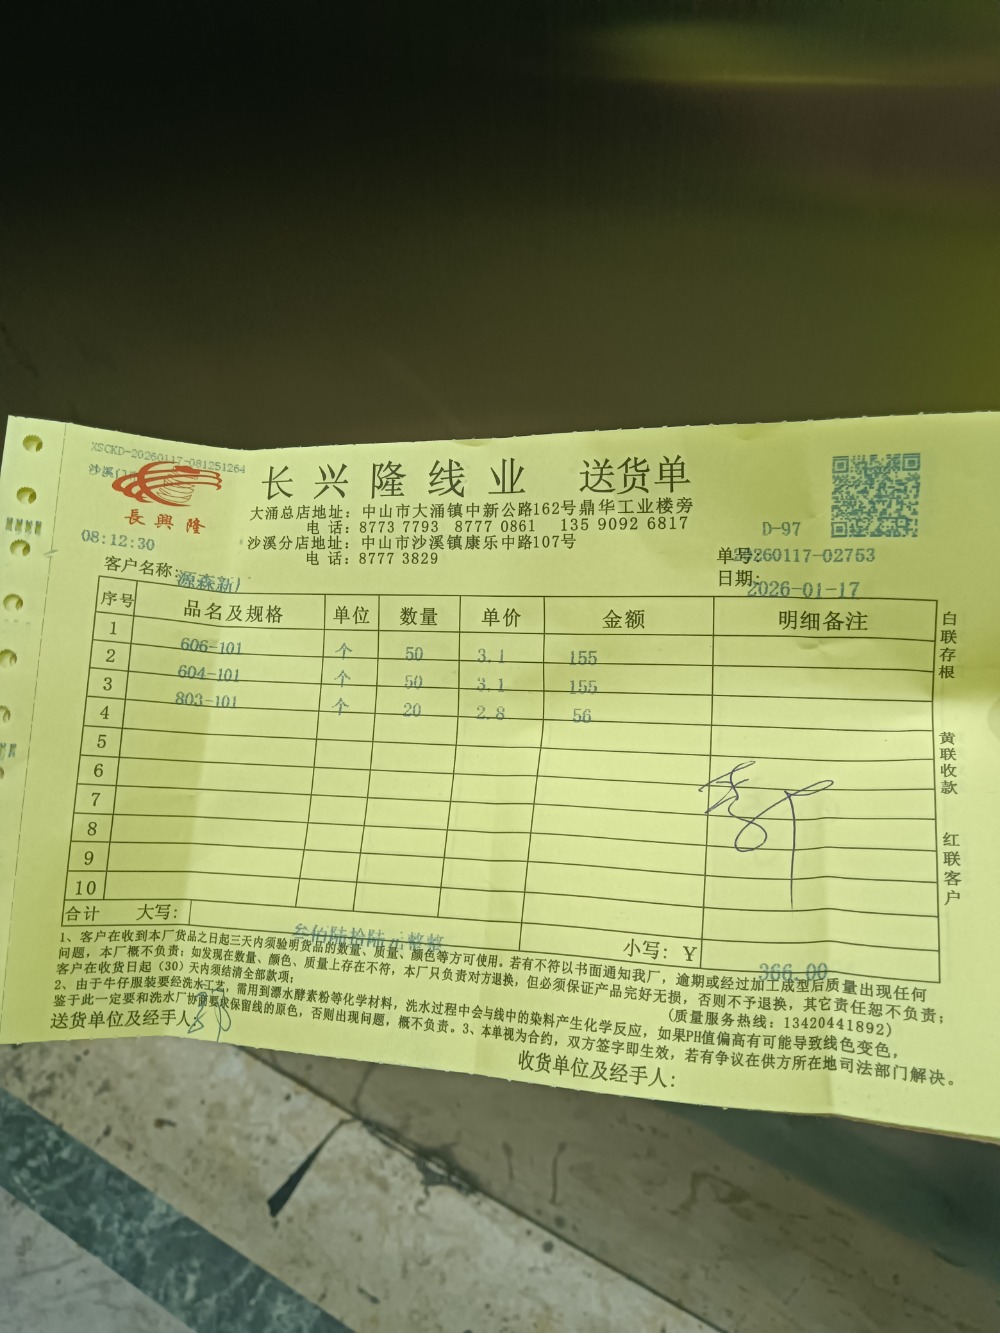 XSCKD-20260117-081251264
沙溪
長興隆
08:12:30
长兴隆线业 送货单
大涌总店地址：中山市大涌镇中新公路162号鼎华工业楼旁
电话：8773 7793 8777 0861 135 9092 6817
沙溪分店地址：中山市沙溪镇康乐中路107号
电话：8777 3829
D-97
单号：20260117-02753
日期：2026-01-17
客户名称：源森新
序号 品名及规格 单位 数量 单价 金额 明细备注
1 606-101 个 50 3.1 155
2 604-101 个 50 3.1 155
3 803-101 个 20 2.8 56
4
5
6
7
8
9
10
合计 大写：叁佰陆拾陆元整 小写：￥ 366.00
白联存根
黄联收款
红联客户
1、客户在收到本厂货品之日起三天内须验明货品的数量、质量、颜色等方可使用。若有不符以书面通知我厂，逾期或经过加工成型后质量出现任何
问题，本厂概不负责；如发现在数量、颜色、质量上存在不符，本厂只负责对方退换，但必须保证产品完好无损，否则不予退换，其它责任恕不负责；
客户在收货日起（30）天内须结清全部款项；
（质量服务热线：13420441892）
2、由于牛仔服装要经洗水工艺，需用到漂水酵素粉等化学材料，洗水过程中会与线中的染料产生化学反应，如果PH值偏高有可能导致线色变色，
鉴于此一定要和洗水厂协商要求保留线的原色，否则出现问题，概不负责。3、本单视为合约，双方签字即生效，若有争议在供方所在地司法部门解决。
送货单位及经手人：
收货单位及经手人：